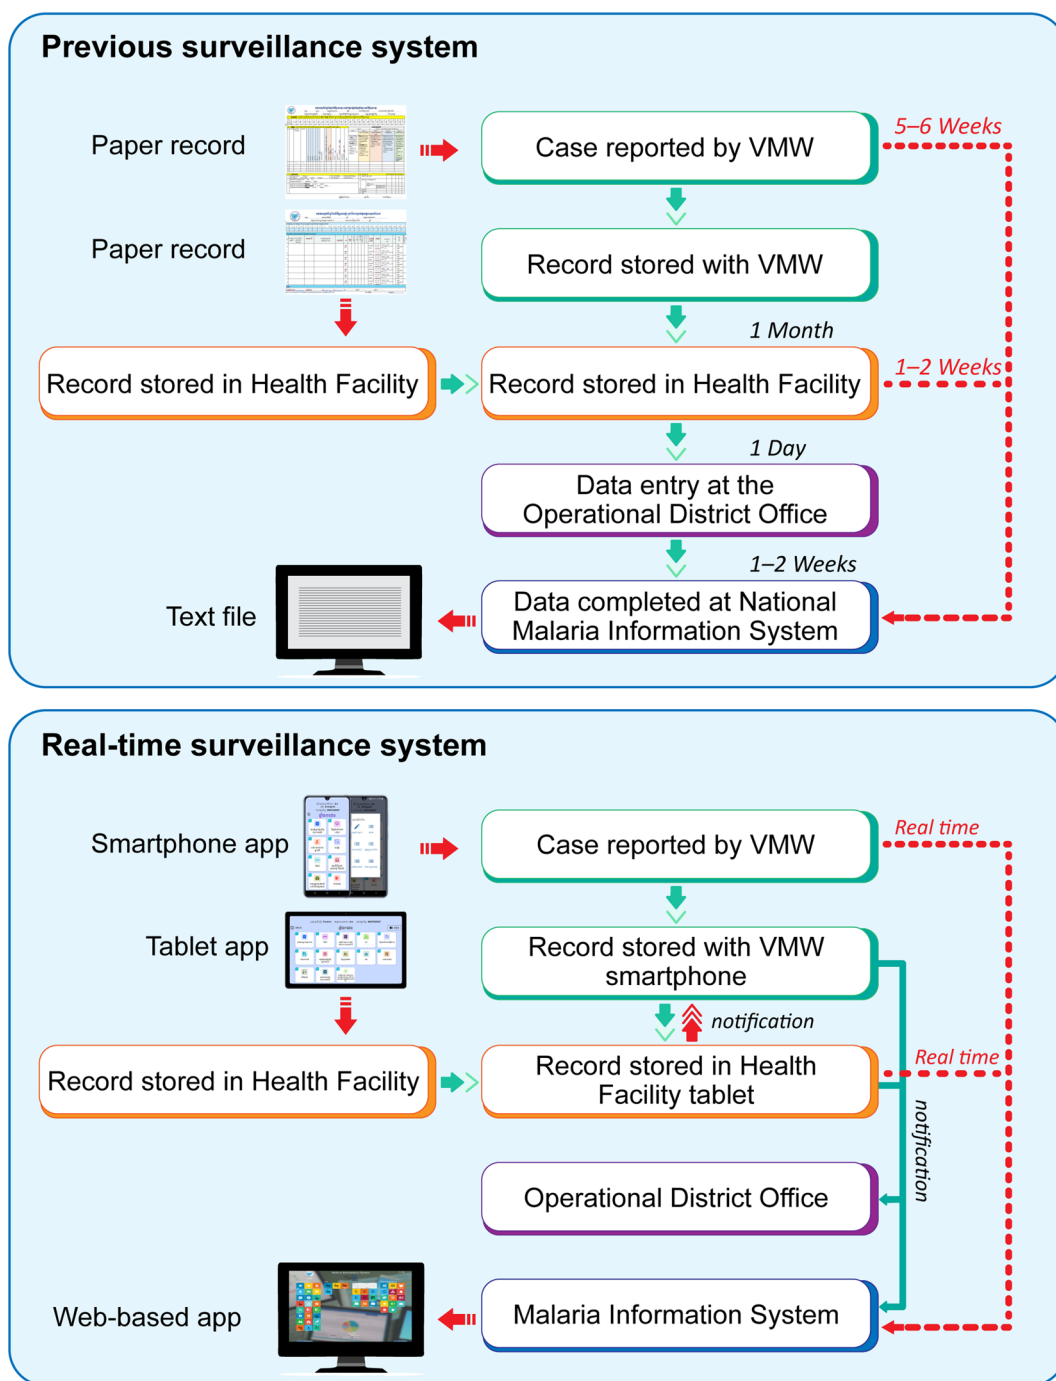 Previous surveillance system
Paper record
Case reported by VMW
5–6 Weeks
Paper record
Record stored with VMW
1 Month
Record stored in Health Facility
Record stored in Health Facility
1–2 Weeks
1 Day
Data entry at the
Operational District Office
1–2 Weeks
Text file
Data completed at National
Malaria Information System
Real-time surveillance system
Smartphone app
Case reported by VMW
Real time
Tablet app
Record stored with VMW
smartphone
notification
Record stored in Health Facility
Record stored in Health
Facility tablet
Real time
notification
Operational District Office
Web-based app
Malaria Information System